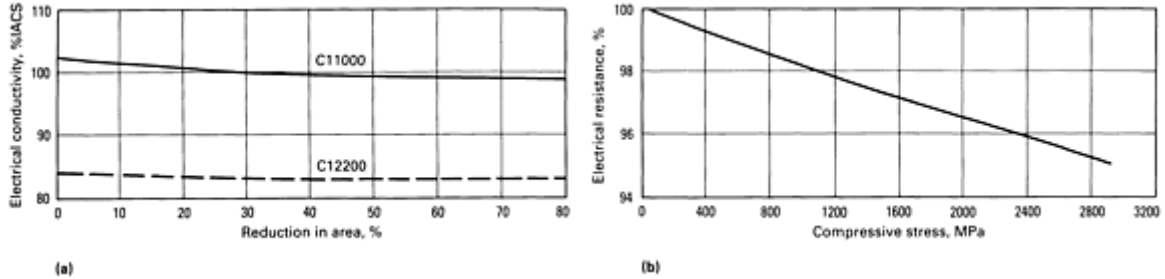 Electrical conductivity, %IACS
110
100
90
80
C11000
C12200
0 10 20 30 40 50 60 70 80
Reduction in area, %
(a)
Electrical resistance, %
100
98
96
94
0 400 800 1200 1600 2000 2400 2800 3200
Compressive stress, MPa
(b)